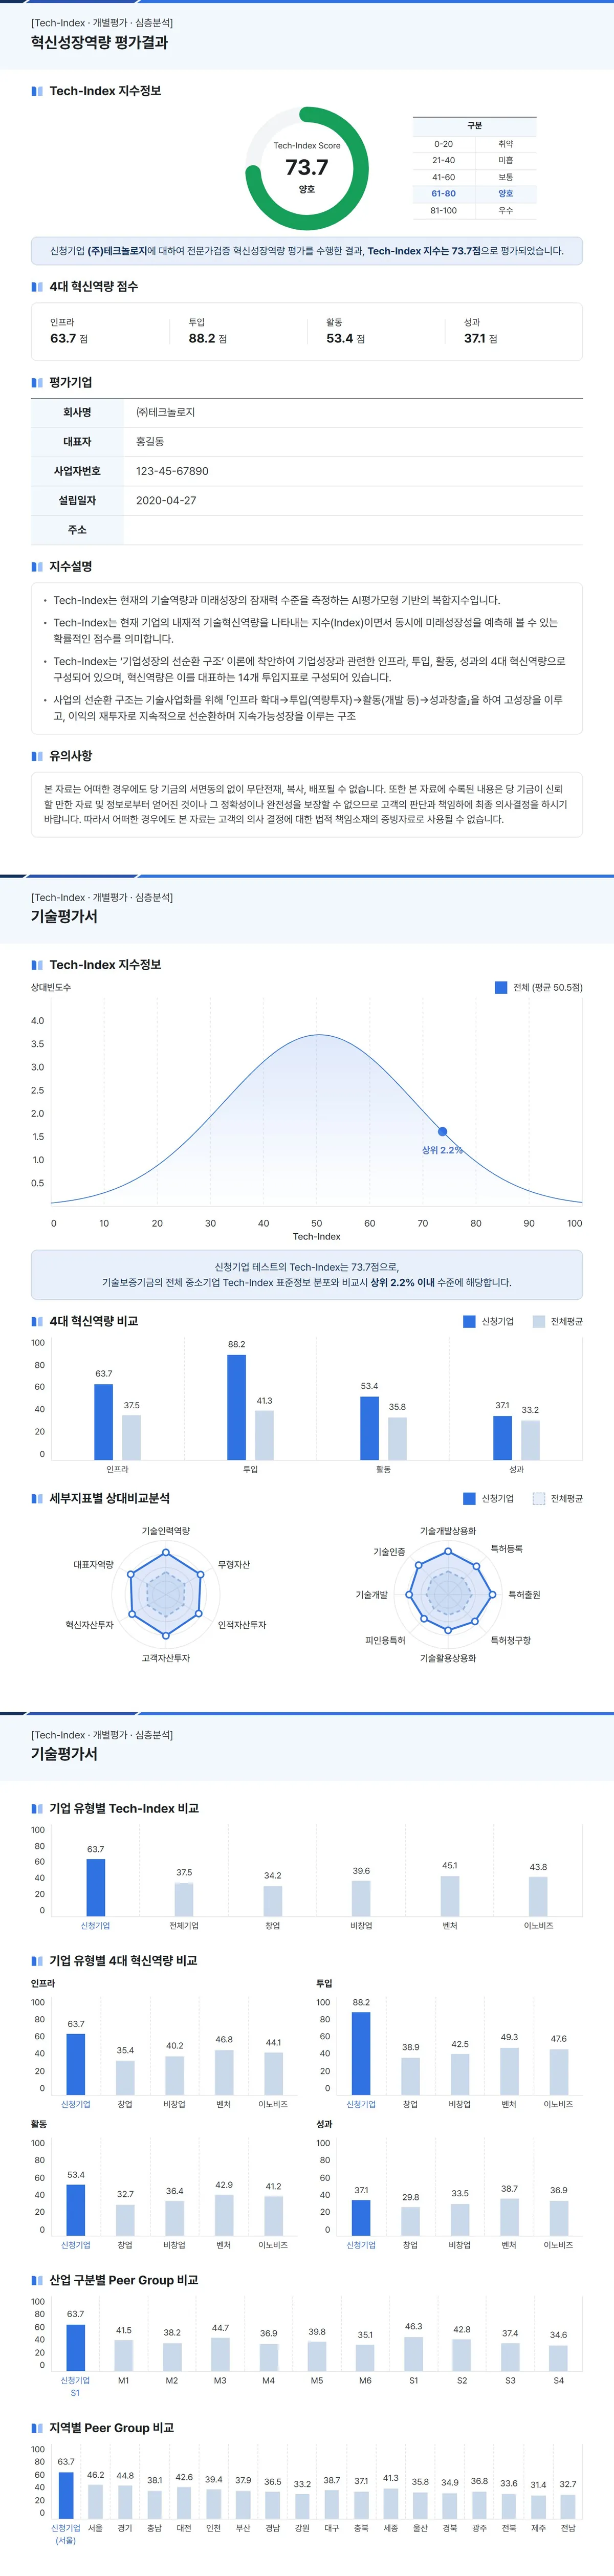 [Tech-Index · 개별평가 · 심층분석]
혁신성장역량 평가결과
Tech-Index 지수정보
Tech-Index Score
73.7
양호
구분
0-20 취약
21-40 미흡
41-60 보통
61-80 양호
81-100 우수
신청기업 (주)테크놀로지에 대하여 전문가검증 혁신성장역량 평가를 수행한 결과, Tech-Index 지수는 73.7점으로 평가되었습니다.
4대 혁신역량 점수
인프라 투입 활동 성과
63.7 점 88.2 점 53.4 점 37.1 점
평가기업
회사명 ㈜테크놀로지
대표자 홍길동
사업자번호 123-45-67890
설립일자 2020-04-27
주소
지수설명
• Tech-Index는 현재의 기술역량과 미래성장의 잠재력 수준을 측정하는 AI평가모형 기반의 복합지수입니다.
• Tech-Index는 현재 기업의 내재적 기술혁신역량을 나타내는 지수(Index)이면서 동시에 미래성장성을 예측해 볼 수 있는
확률적인 점수를 의미합니다.
• Tech-Index는 ‘기업성장의 선순환 구조’ 이론에 착안하여 기업성장과 관련한 인프라, 투입, 활동, 성과의 4대 혁신역량으로
구성되어 있으며, 혁신역량은 이를 대표하는 14개 투입지표로 구성되어 있습니다.
• 사업의 선순환 구조는 기술사업화를 위해 「인프라 확대→투입(역량투자)→활동(개발 등)→성과창출」을 하여 고성장을 이루
고, 이익의 재투자로 지속적으로 선순환하며 지속가능성장을 이루는 구조
유의사항
본 자료는 어떠한 경우에도 당 기금의 서면동의 없이 무단전재, 복사, 배포될 수 없습니다. 또한 본 자료에 수록된 내용은 당 기금이 신뢰
할 만한 자료 및 정보로부터 얻어진 것이나 그 정확성이나 완전성을 보장할 수 없으므로 고객의 판단과 책임하에 최종 의사결정을 하시기
바랍니다. 따라서 어떠한 경우에도 본 자료는 고객의 의사 결정에 대한 법적 책임소재의 증빙자료로 사용될 수 없습니다.
[Tech-Index · 개별평가 · 심층분석]
기술평가서
Tech-Index 지수정보
상대빈도수
전체 (평균 50.5점)
4.0
3.5
3.0
2.5
2.0
1.5
1.0
0.5
상위 2.2%
0 10 20 30 40 50 60 70 80 90 100
Tech-Index
신청기업 테스트의 Tech-Index는 73.7점으로,
기술보증기금의 전체 중소기업 Tech-Index 표준정보 분포와 비교시 상위 2.2% 이내 수준에 해당합니다.
4대 혁신역량 비교
신청기업 전체평균
100
80
60
40
20
0
63.7 37.5 88.2 41.3 53.4 35.8 37.1 33.2
인프라 투입 활동 성과
세부지표별 상대비교분석
신청기업 전체평균
기술인력역량
무형자산
인적자산투자
고객자산투자
혁신자산투자
대표자역량
기술개발상용화
특허등록
특허출원
특허청구항
기술활용상용화
피인용특허
기술개발
기술인증
[Tech-Index · 개별평가 · 심층분석]
기술평가서
기업 유형별 Tech-Index 비교
100
80
60
40
20
0
63.7 37.5 34.2 39.6 45.1 43.8
신청기업 전체기업 창업 비창업 벤처 이노비즈
기업 유형별 4대 혁신역량 비교
인프라
100
80
60
40
20
0
63.7 35.4 40.2 46.8 44.1
신청기업 창업 비창업 벤처 이노비즈
투입
100
80
60
40
20
0
88.2 38.9 42.5 49.3 47.6
신청기업 창업 비창업 벤처 이노비즈
활동
100
80
60
40
20
0
53.4 32.7 36.4 42.9 41.2
신청기업 창업 비창업 벤처 이노비즈
성과
100
80
60
40
20
0
37.1 29.8 33.5 38.7 36.9
신청기업 창업 비창업 벤처 이노비즈
산업 구분별 Peer Group 비교
100
80
60
40
20
0
63.7 41.5 38.2 44.7 36.9 39.8 35.1 46.3 42.8 37.4 34.6
신청기업 M1 M2 M3 M4 M5 M6 S1 S2 S3 S4
S1
지역별 Peer Group 비교
100
80
60
40
20
0
63.7 46.2 44.8 38.1 42.6 39.4 37.9 36.5 33.2 38.7 37.1 41.3 35.8 34.9 36.8 33.6 31.4 32.7
신청기업 서울 경기 충남 대전 인천 부산 경남 강원 대구 충북 세종 울산 경북 광주 전북 제주 전남
(서울)